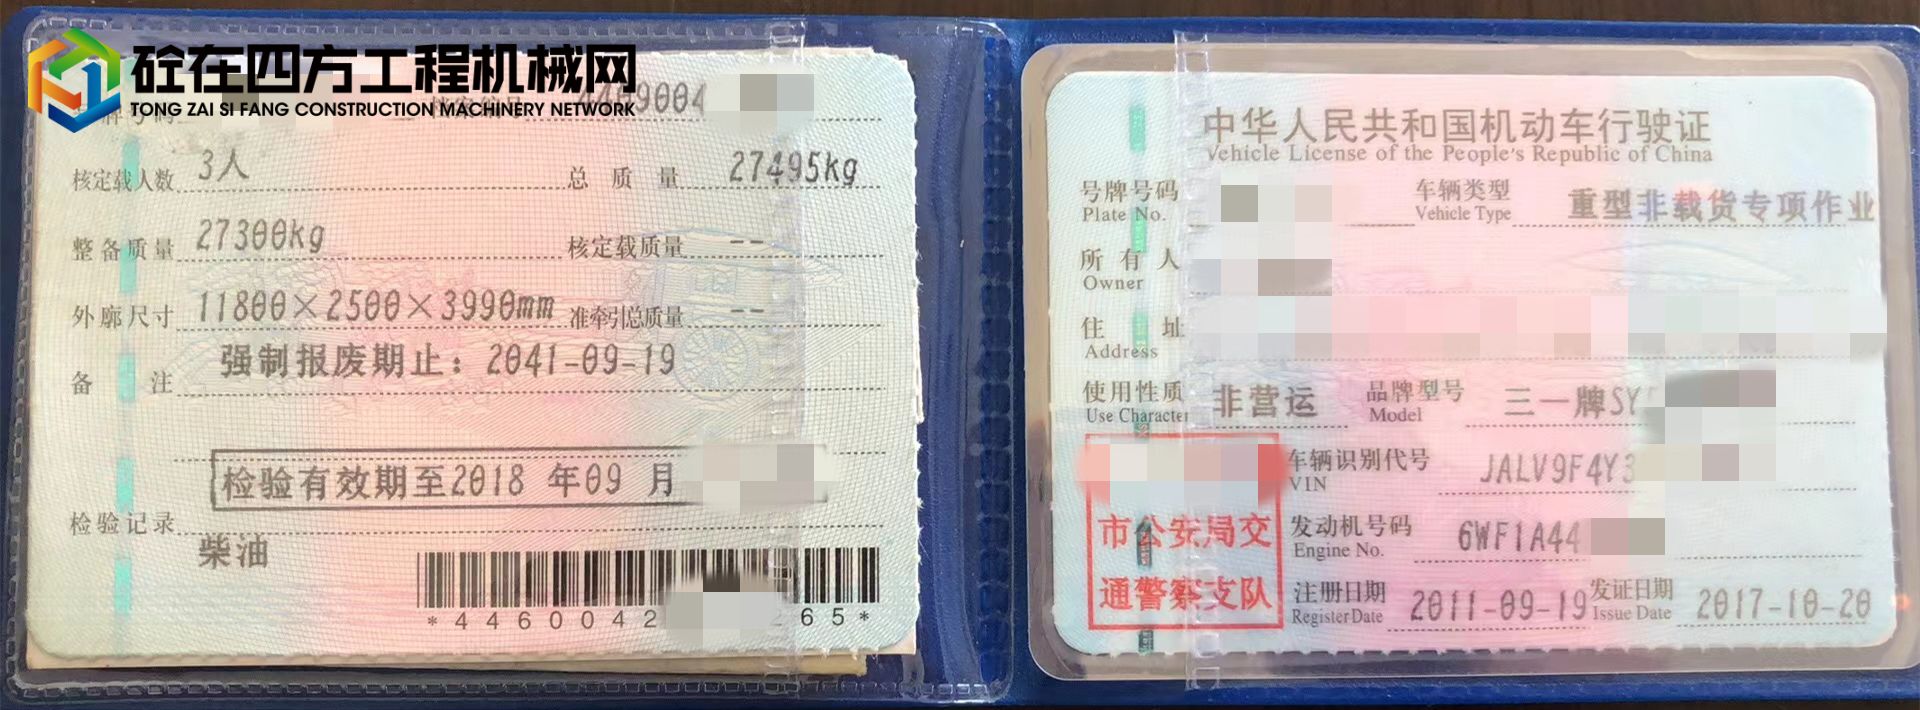 砼在四方工程机械网
TONG ZAI SI FANG CONSTRUCTION MACHINERY NETWORK
档案编号 4409004
核定载人数 3人 总质量 27495kg
整备质量 27300kg 核定载质量 --
外廓尺寸 11800×2500×3990mm 准牵引总质量 --
备注 强制报废期止：2041-09-19
检验有效期至2018 年09 月
检验记录
柴油
*4460042 65*
中华人民共和国机动车行驶证
Vehicle License of the People's Republic of China
号牌号码 车辆类型 重型非载货专项作业
Plate No. Vehicle Type
所有人
Owner
住址
Address
使用性质 非营运 品牌型号 三一牌SY
Use Character Model
车辆识别代号 JALV9F4Y3
VIN
市公安局交
通警察支队
发动机号码 6WF1A44
Engine No.
注册日期 2011-09-19 发证日期 2017-10-20
Register Date Issue Date